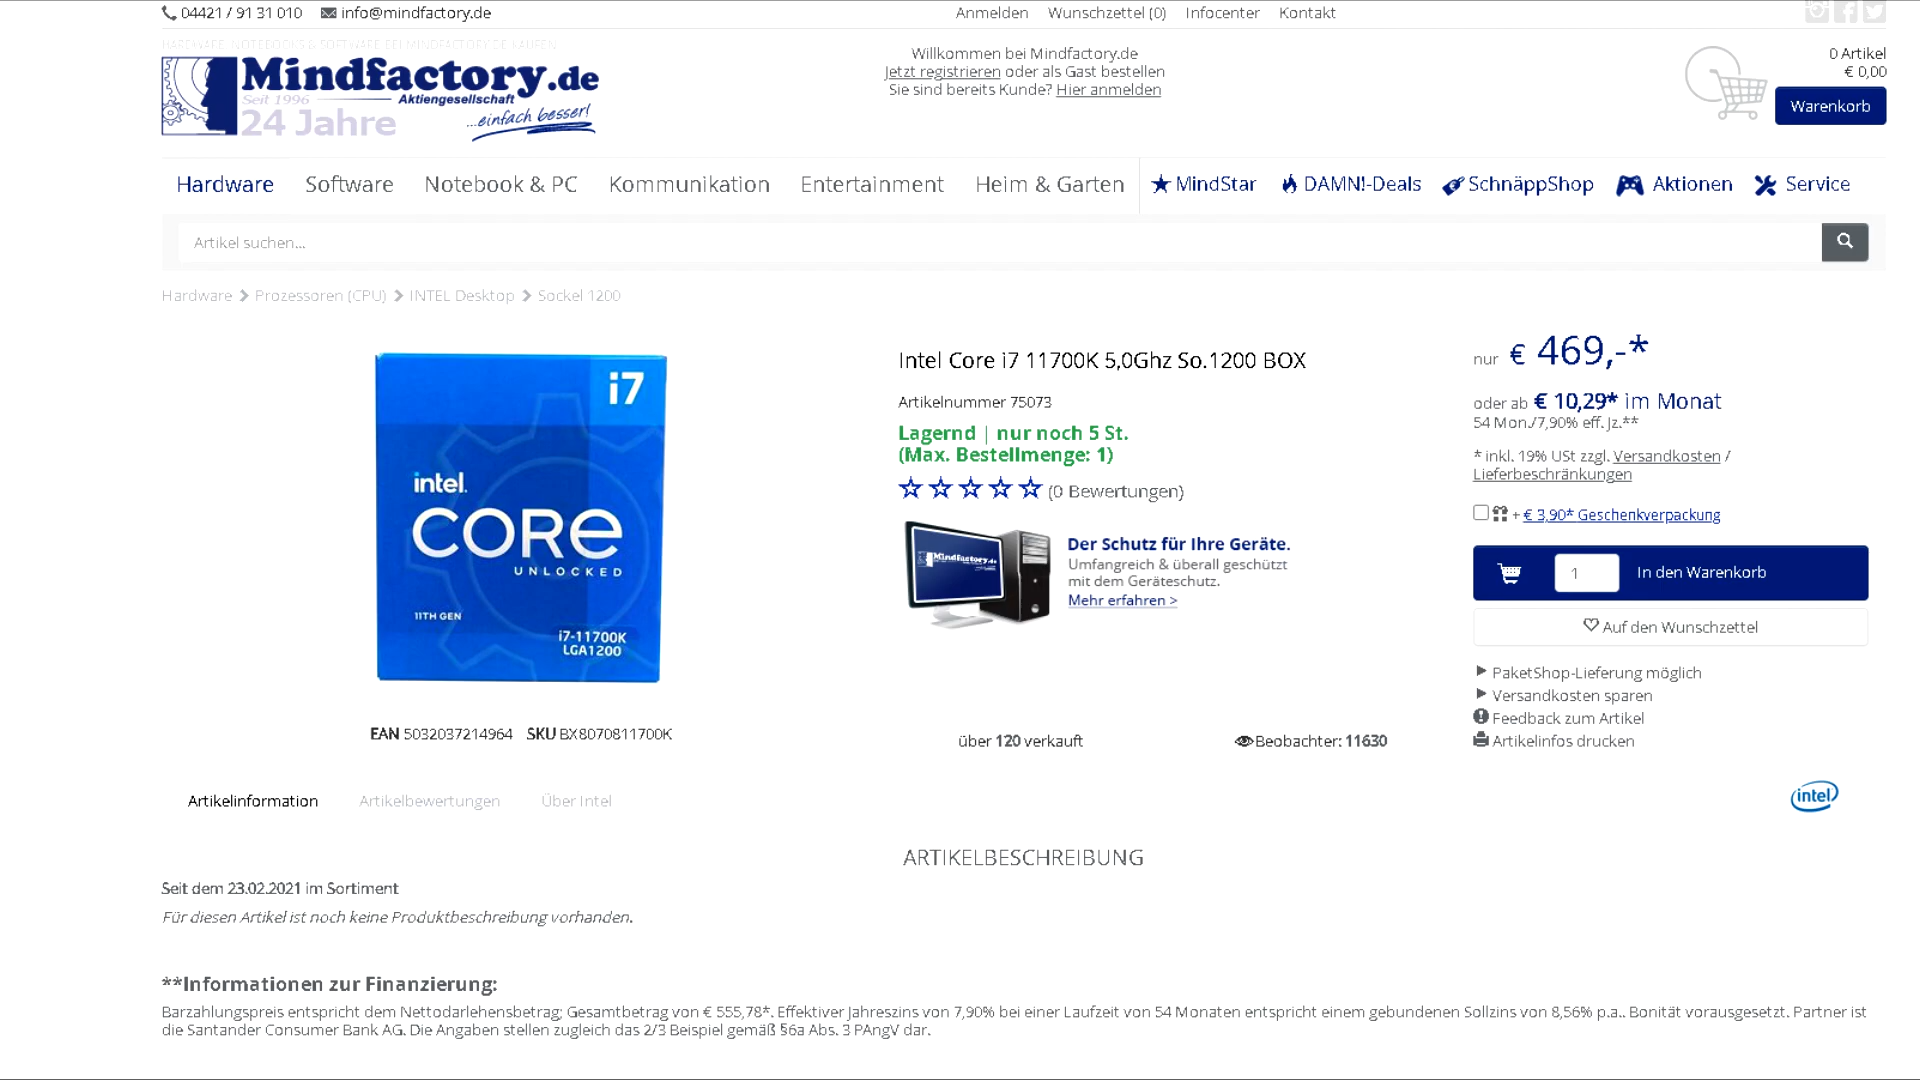 04421 / 91 31 010 info@mindfactory.de
Anmelden Wunschzettel (0) Infocenter Kontakt
HARDWARE, NOTEBOOKS & SOFTWARE BEI MINDFACTORY.DE KAUFEN
Mindfactory.de
Seit 1996 Aktiengesellschaft
24 Jahre
...einfach besser!
Willkommen bei Mindfactory.de
Jetzt registrieren oder als Gast bestellen
Sie sind bereits Kunde? Hier anmelden
0 Artikel
€ 0,00
Warenkorb
Hardware Software Notebook & PC Kommunikation Entertainment Heim & Garten MindStar DAMN!-Deals SchnäppShop Aktionen Service
Artikel suchen...
Hardware Prozessoren (CPU) INTEL Desktop Sockel 1200
i7
intel.
CORE
UNLOCKED
11TH GEN
i7-11700K
LGA1200
EAN 5032037214964 SKU BX8070811700K
Intel Core i7 11700K 5,0Ghz So.1200 BOX
Artikelnummer 75073
Lagernd | nur noch 5 St.
(Max. Bestellmenge: 1)
(0 Bewertungen)
Mindfactory.de
Der Schutz für Ihre Geräte.
Umfangreich & überall geschützt
mit dem Geräteschutz.
Mehr erfahren >
über 120 verkauft Beobachter: 11630
nur € 469,-*
oder ab € 10,29* im Monat
54 Mon./7,90% eff. Jz.**
* inkl. 19% USt zzgl. Versandkosten /
Lieferbeschränkungen
+ € 3,90* Geschenkverpackung
1 In den Warenkorb
Auf den Wunschzettel
PaketShop-Lieferung möglich
Versandkosten sparen
Feedback zum Artikel
Artikelinfos drucken
Artikelinformation Artikelbewertungen Über Intel
intel
ARTIKELBESCHREIBUNG
Seit dem 23.02.2021 im Sortiment
Für diesen Artikel ist noch keine Produktbeschreibung vorhanden.
**Informationen zur Finanzierung:
Barzahlungspreis entspricht dem Nettodarlehensbetrag; Gesamtbetrag von € 555,78*. Effektiver Jahreszins von 7,90% bei einer Laufzeit von 54 Monaten entspricht einem gebundenen Sollzins von 8,56% p.a.. Bonität vorausgesetzt. Partner ist
die Santander Consumer Bank AG. Die Angaben stellen zugleich das 2/3 Beispiel gemäß §6a Abs. 3 PAngV dar.